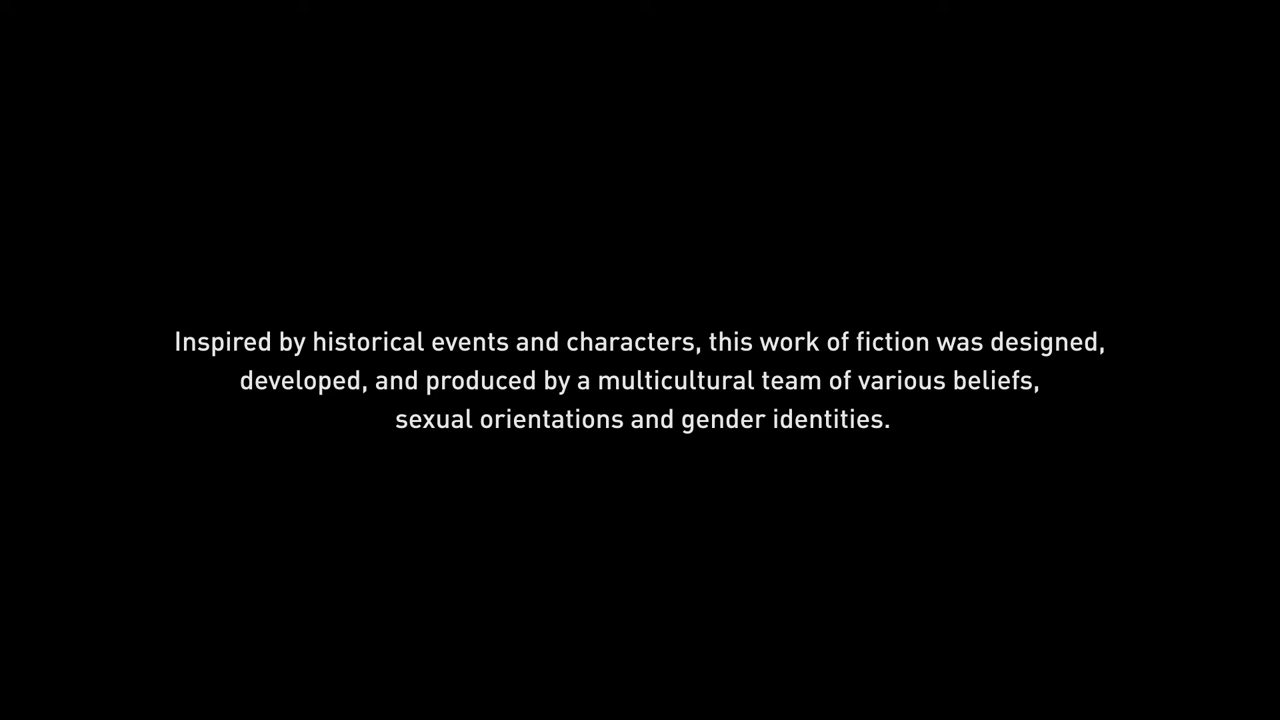 Inspired by historical events and characters, this work of fiction was designed,
developed, and produced by a multicultural team of various beliefs,
sexual orientations and gender identities.